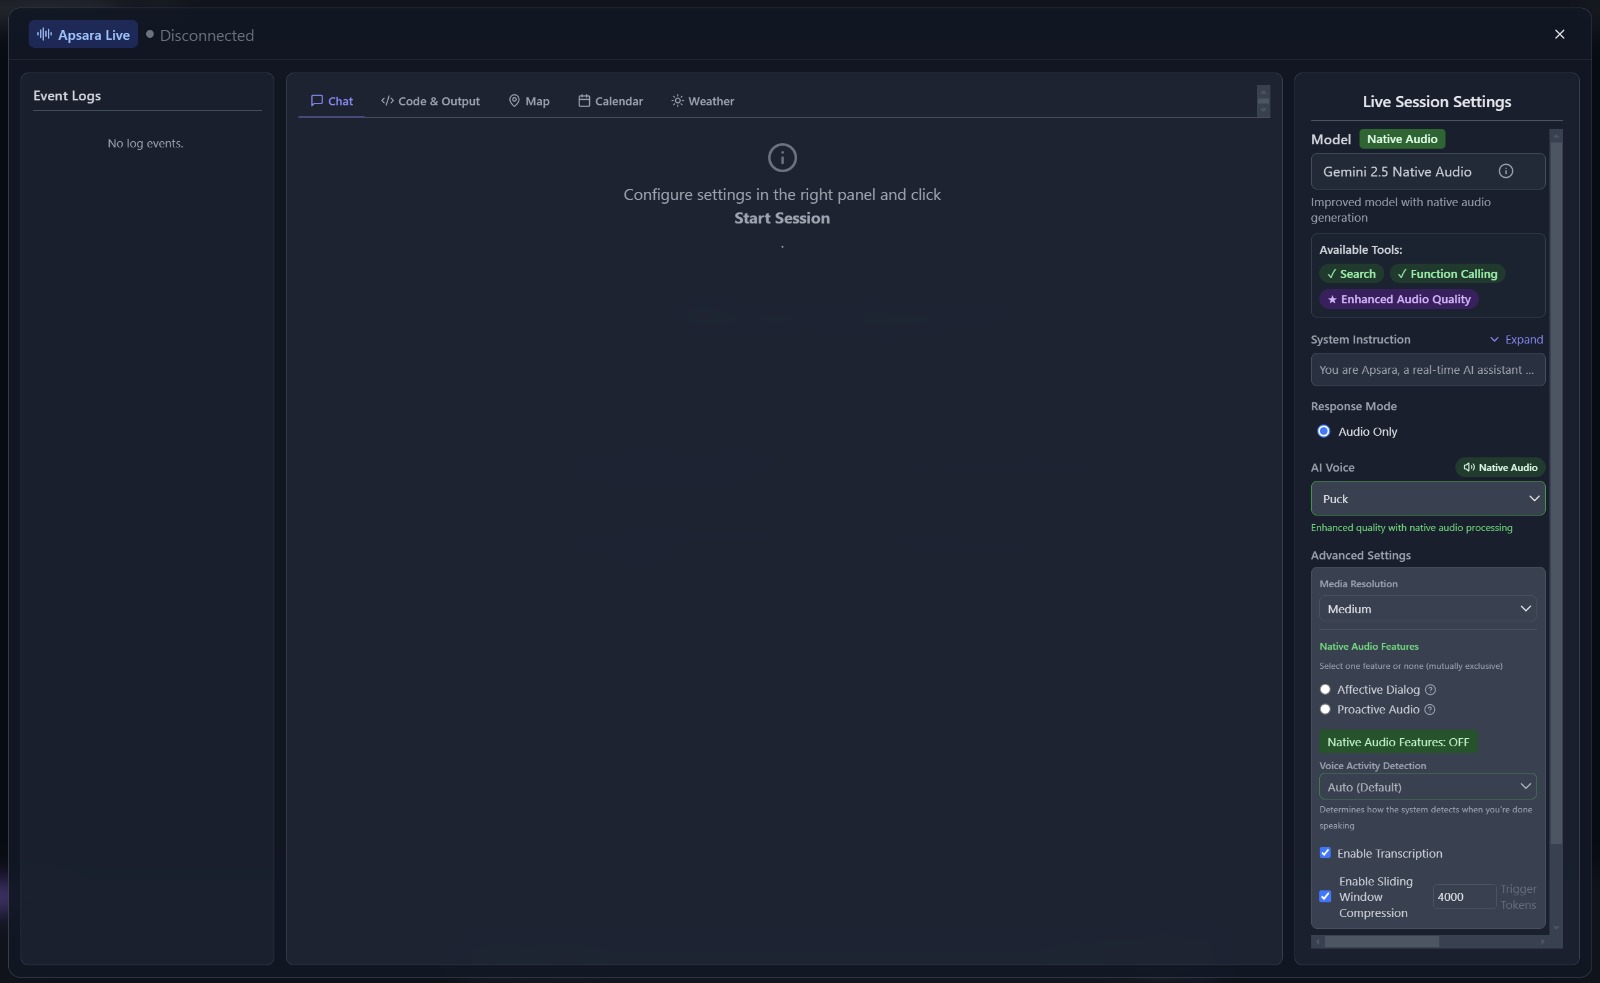 Apsara Live
Disconnected
Event Logs
No log events.
Chat
Code & Output
Map
Calendar
Weather
Configure settings in the right panel and click
Start Session
.
Live Session Settings
Model Native Audio
Gemini 2.5 Native Audio
Improved model with native audio
generation
Available Tools:
✓ Search ✓ Function Calling
★ Enhanced Audio Quality
System Instruction Expand
You are Apsara, a real-time AI assistant ...
Response Mode
Audio Only
AI Voice Native Audio
Puck
Enhanced quality with native audio processing
Advanced Settings
Media Resolution
Medium
Native Audio Features
Select one feature or none (mutually exclusive)
Affective Dialog
Proactive Audio
Native Audio Features: OFF
Voice Activity Detection
Auto (Default)
Determines how the system detects when you're done
speaking
Enable Transcription
Enable Sliding
Window
Compression
4000
Trigger
Tokens